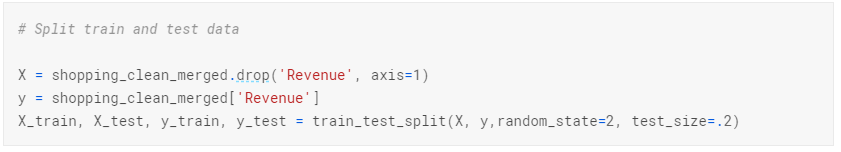 # Split train and test data
X = shopping_clean_merged.drop('Revenue', axis=1)
y = shopping_clean_merged['Revenue']
X_train, X_test, y_train, y_test = train_test_split(X, y,random_state=2, test_size=.2)